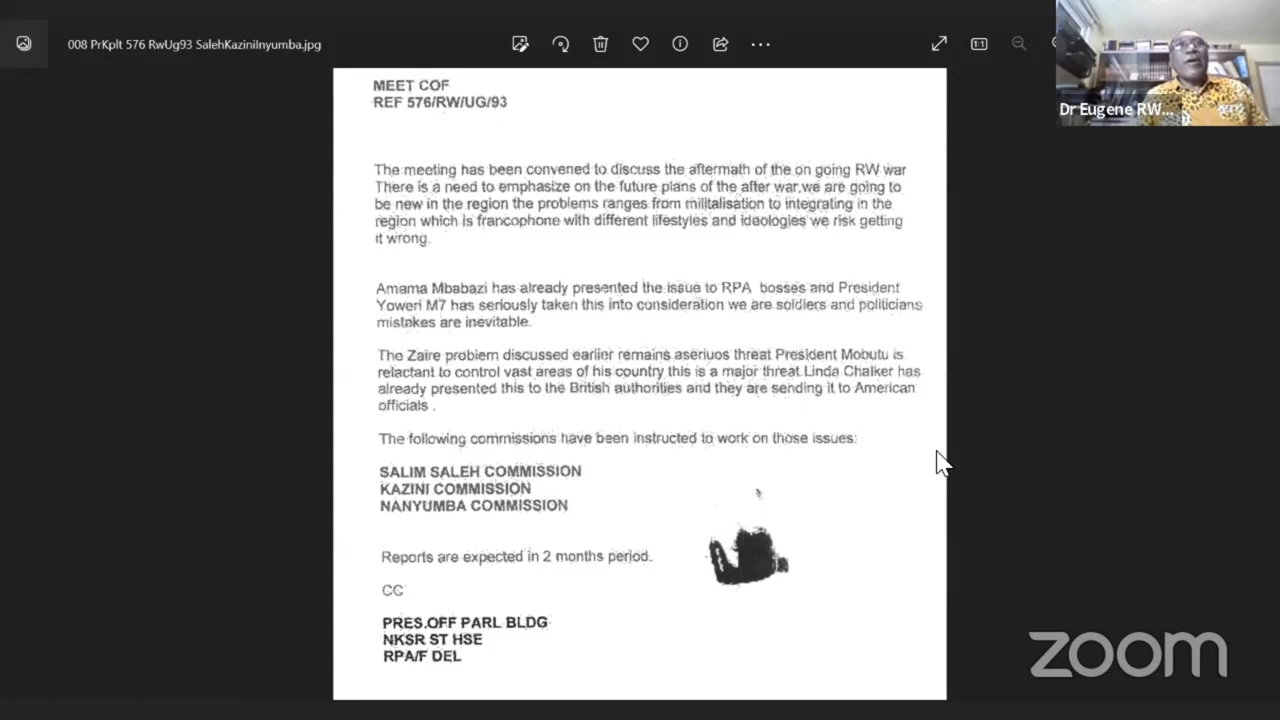 008 PrKplt 576 RwUg93 SalehKaziniInyumba.jpg
1:1
Dr Eugene RW...
MEET COF
REF 576/RW/UG/93
The meeting has been convened to discuss the aftermath of the on going RW war
There is a need to emphasize on the future plans of the after war,we are going to
be new in the region the problems ranges from militalisation to integrating in the
region which is francophone with different lifestyles and ideologies we risk getting
it wrong.
Amama Mbabazi has already presented the issue to RPA bosses and President
Yoweri M7 has seriously taken this into consideration we are soldiers and politicians
mistakes are inevitable.
The Zaire problem discussed earlier remains aseriuos threat President Mobutu is
relactant to control vast areas of his country this is a major threat.Linda Chalker has
already presented this to the British authorities and they are sending it to American
officials .
The following commissions have been instructed to work on those issues:
SALIM SALEH COMMISSION
KAZINI COMMISSION
NANYUMBA COMMISSION
Reports are expected in 2 months period.
CC
PRES.OFF PARL BLDG
NKSR ST HSE
RPA/F DEL
zoom